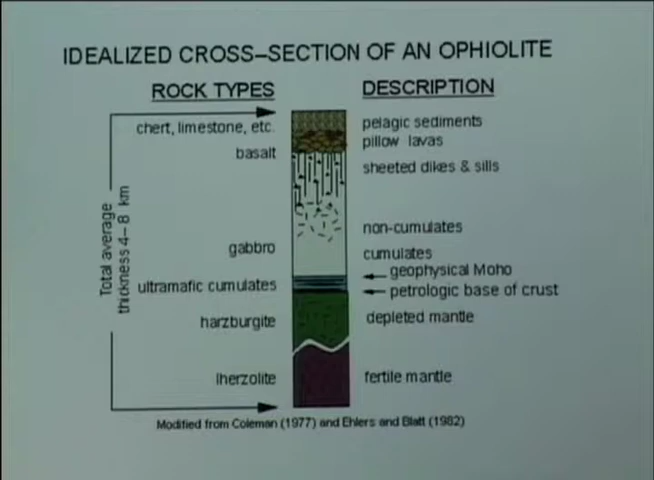 IDEALIZED CROSS–SECTION OF AN OPHIOLITE
ROCK TYPES
DESCRIPTION
chert, limestone, etc.
pelagic sediments
pillow lavas
basalt
sheeted dikes & sills
Total average
thickness 4–8 km
non-cumulates
gabbro
cumulates
geophysical Moho
ultramafic cumulates
petrologic base of crust
harzburgite
depleted mantle
lherzolite
fertile mantle
Modified from Coleman (1977) and Ehlers and Blatt (1982)